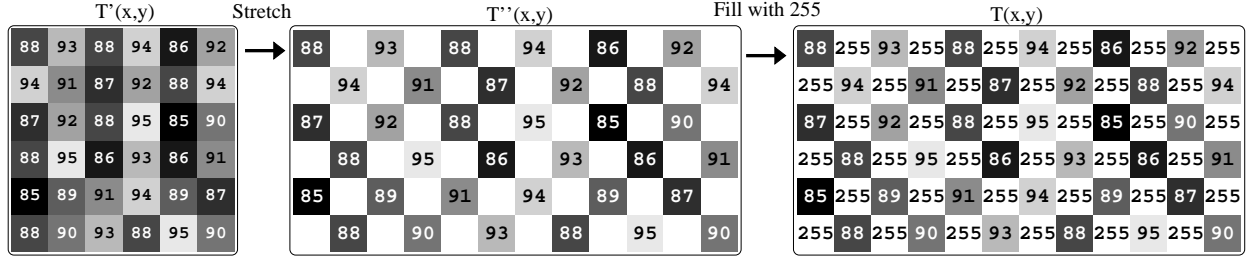 T'(x,y) Stretch T''(x,y) Fill with 255 T(x,y)
88 93 88 94 86 92
94 91 87 92 88 94
87 92 88 95 85 90
88 95 86 93 86 91
85 89 91 94 89 87
88 90 93 88 95 90
88 93 88 94 86 92
94 91 87 92 88 94
87 92 88 95 85 90
88 95 86 93 86 91
85 89 91 94 89 87
88 90 93 88 95 90
88 255 93 255 88 255 94 255 86 255 92 255
255 94 255 91 255 87 255 92 255 88 255 94
87 255 92 255 88 255 95 255 85 255 90 255
255 88 255 95 255 86 255 93 255 86 255 91
85 255 89 255 91 255 94 255 89 255 87 255
255 88 255 90 255 93 255 88 255 95 255 90